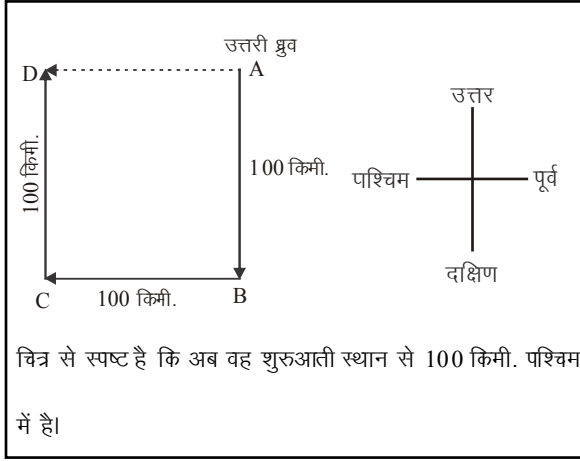 उत्तरी ध्रुव
D
A
उत्तर
100 किमी.
100 किमी.
पश्चिम
पूर्व
दक्षिण
C
100 किमी.
B
चित्र से स्पष्ट है कि अब वह शुरुआती स्थान से 100 किमी. पश्चिम
में है।